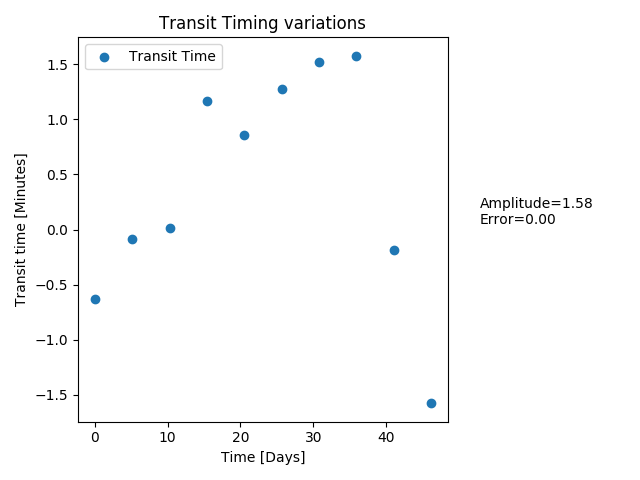 Transit Timing variations
Transit Time
Transit time [Minutes]
1.5
1.0
0.5
0.0
−0.5
−1.0
−1.5
0 10 20 30 40
Time [Days]
Amplitude=1.58
Error=0.00